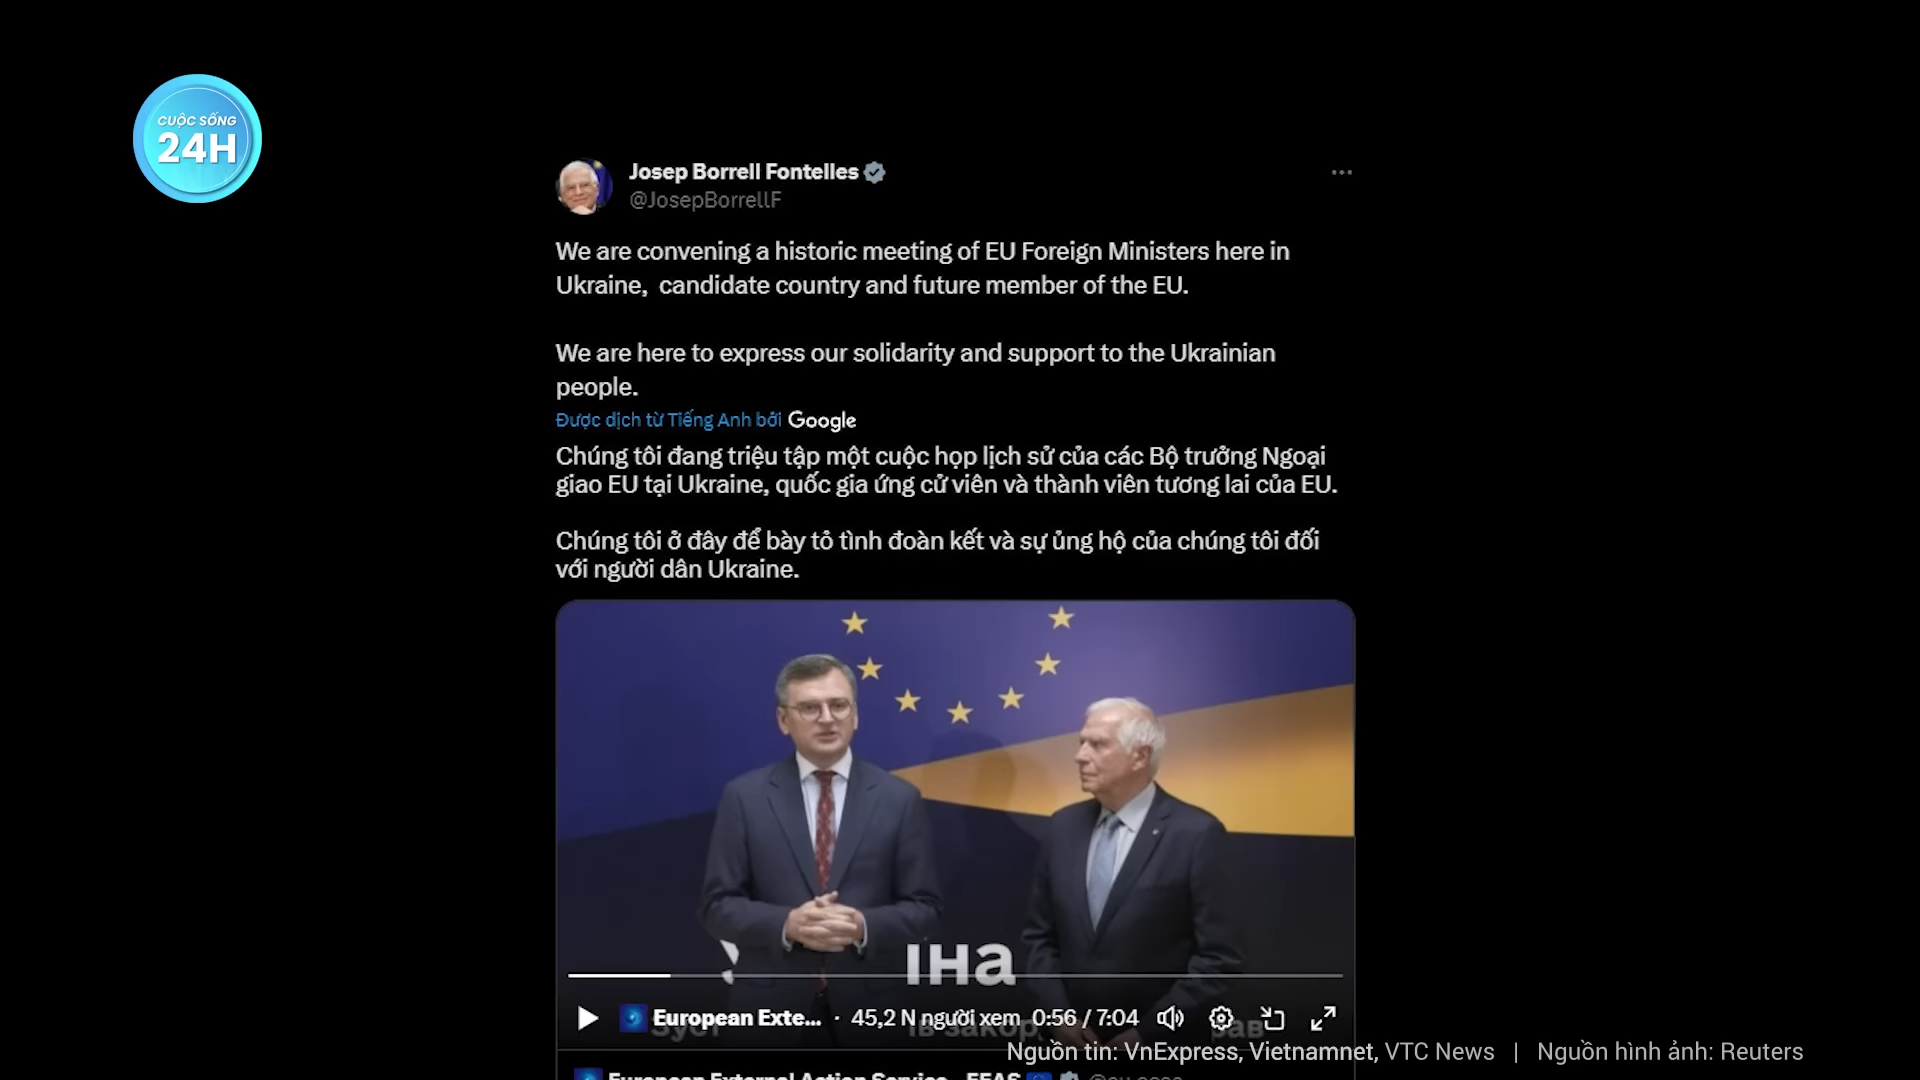 CUỘC SỐNG
24H
Josep Borrell Fontelles
@JosepBorrellF
We are convening a historic meeting of EU Foreign Ministers here in
Ukraine,  candidate country and future member of the EU.
We are here to express our solidarity and support to the Ukrainian
people.
Được dịch từ Tiếng Anh bởi Google
Chúng tôi đang triệu tập một cuộc họp lịch sử của các Bộ trưởng Ngoại
giao EU tại Ukraine, quốc gia ứng cử viên và thành viên tương lai của EU.
Chúng tôi ở đây để bày tỏ tình đoàn kết và sự ủng hộ của chúng tôi đối
với người dân Ukraine.
їна
European Exte... · 45,2 N người xem 0:56 / 7:04
Nguồn tin: VnExpress, Vietnamnet, VTC News | Nguồn hình ảnh: Reuters
European External Action Service - EEAS